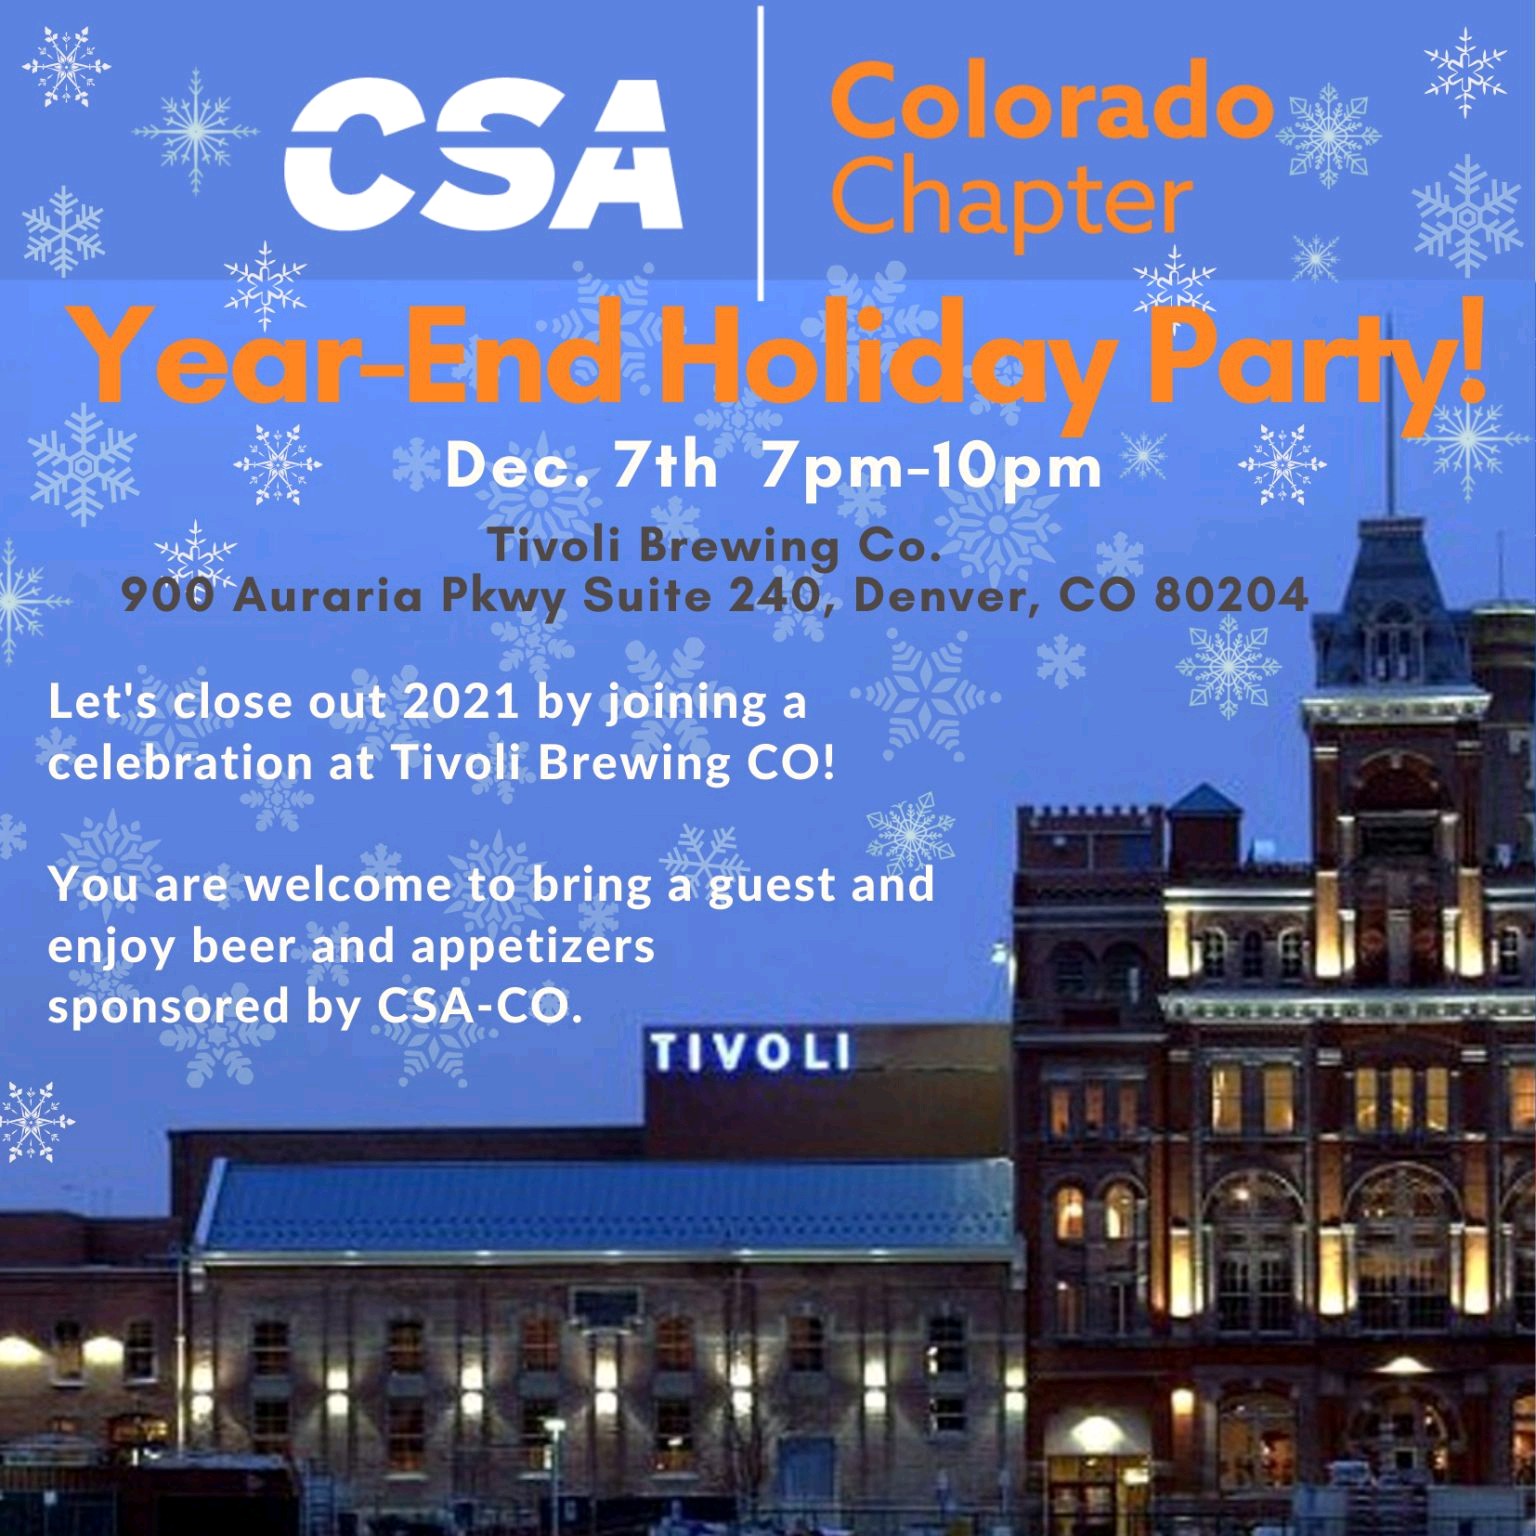 CSA
Colorado
Chapter
Year-End Holiday Party!
Dec. 7th 7pm-10pm
Tivoli Brewing Co.
900 Auraria Pkwy Suite 240, Denver, CO 80204
Let's close out 2021 by joining a
celebration at Tivoli Brewing CO!
You are welcome to bring a guest and
enjoy beer and appetizers
sponsored by CSA-CO.
TIVOLI